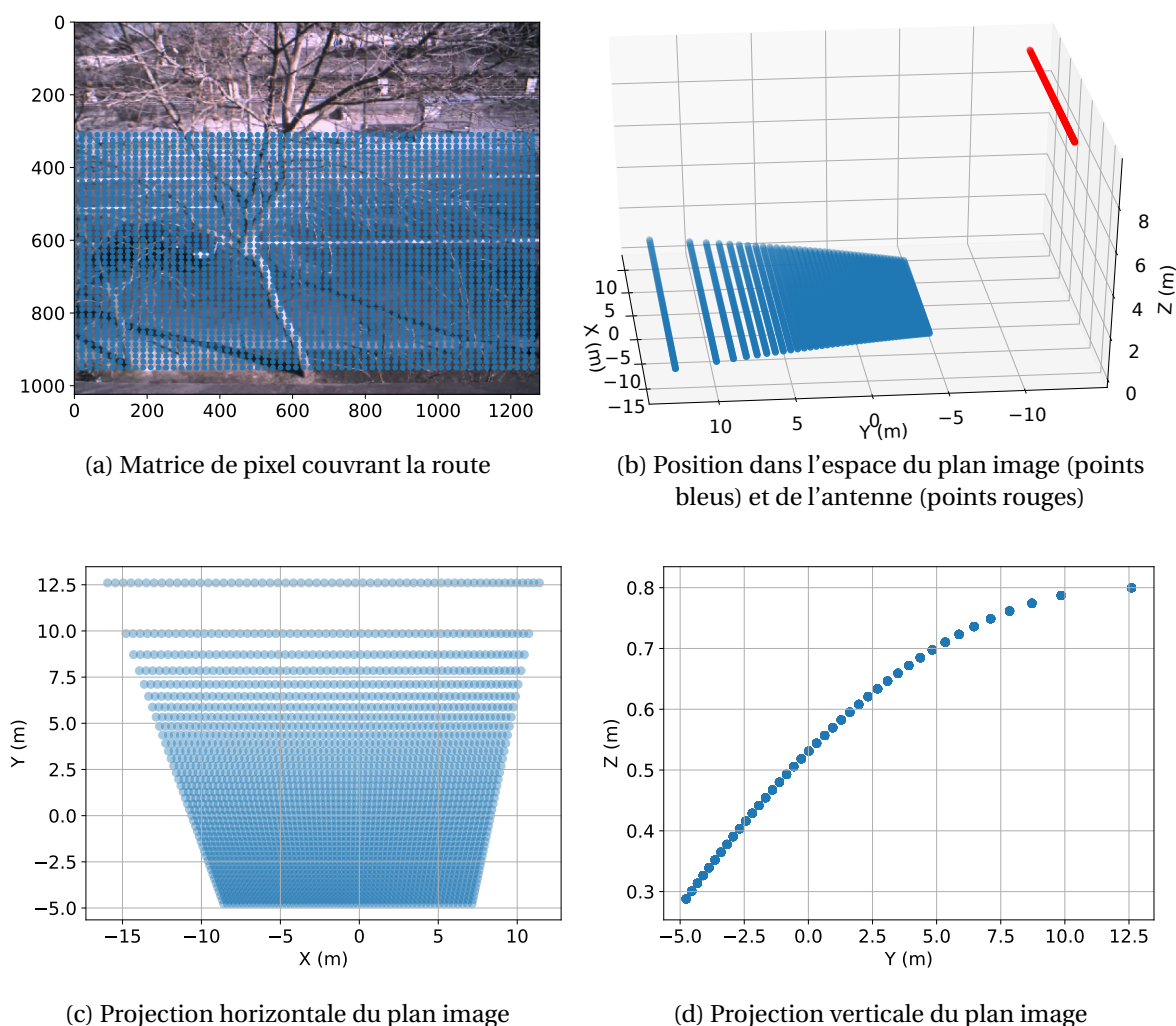 0
200
400
600
800
1000
0 200 400 600 800 1000 1200
(a) Matrice de pixel couvrant la route
8
6
4
2
0
Z (m)
10
5
0
−5
−10
−15
X (m)
10 5 0 −5 −10
Y (m)
(b) Position dans l'espace du plan image (points
bleus) et de l'antenne (points rouges)
12.5
10.0
7.5
5.0
2.5
0.0
−2.5
−5.0
Y (m)
−15 −10 −5 0 5 10
X (m)
(c) Projection horizontale du plan image
0.8
0.7
0.6
0.5
0.4
0.3
Z (m)
−5.0 −2.5 0.0 2.5 5.0 7.5 10.0 12.5
Y (m)
(d) Projection verticale du plan image